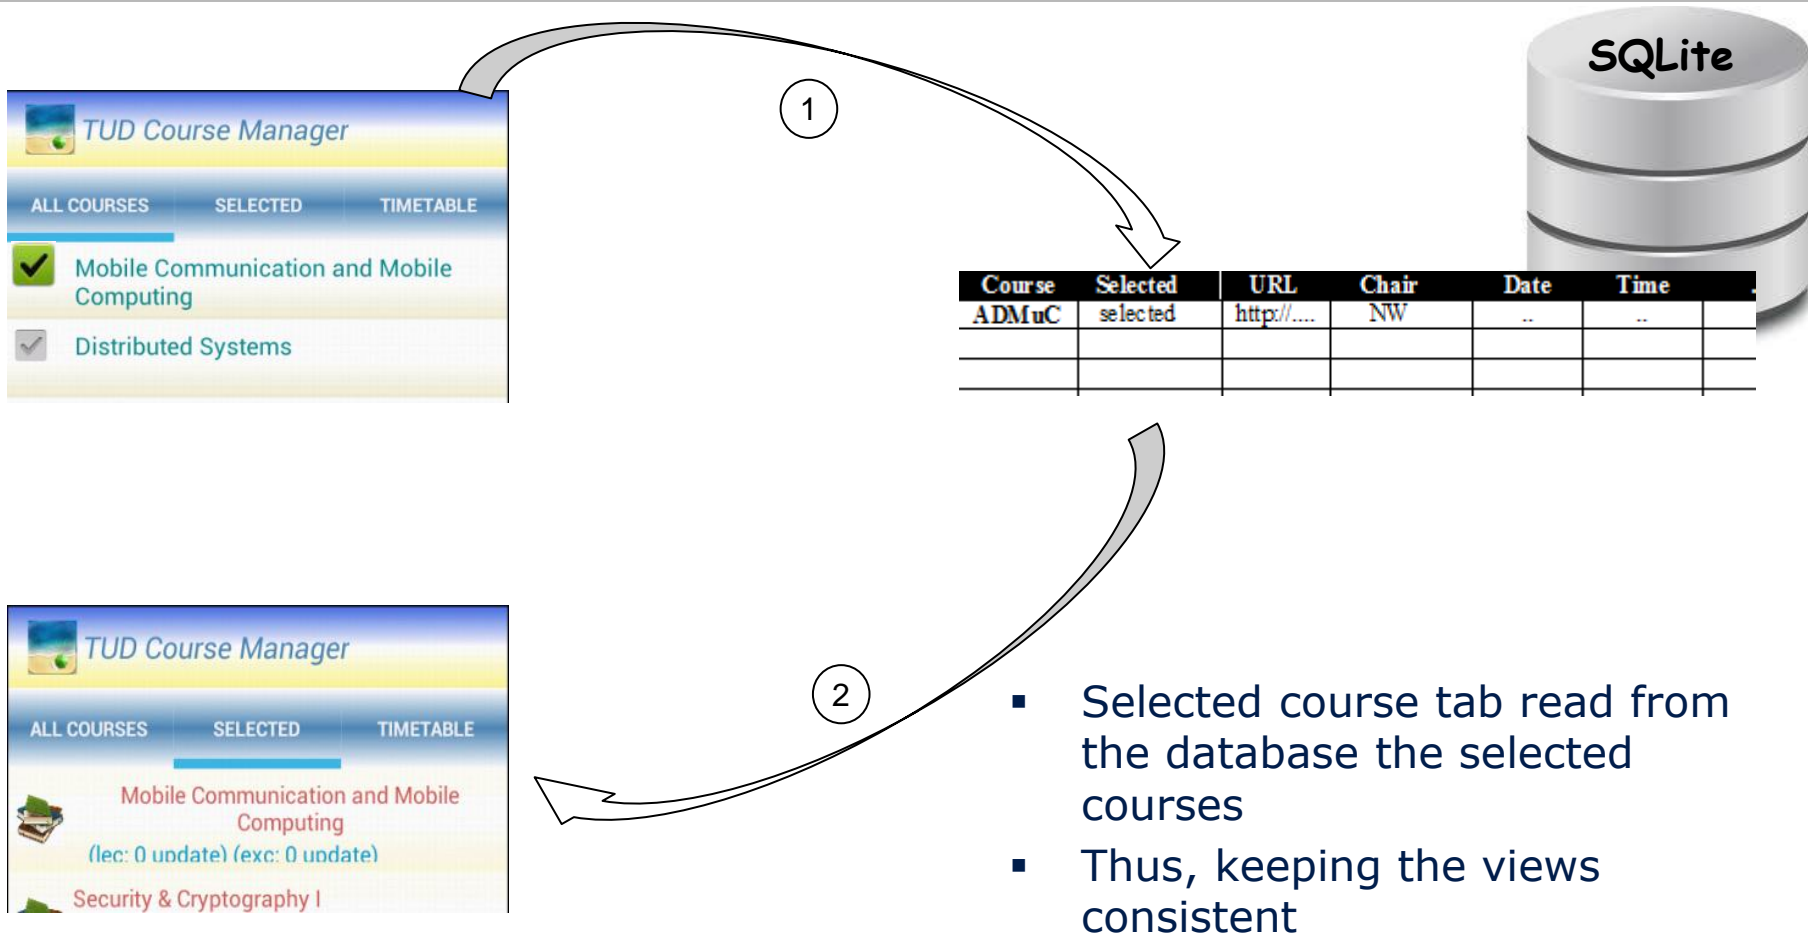 SQLite
1
TUD Course Manager
ALL COURSES SELECTED TIMETABLE
Mobile Communication and Mobile
Computing
Distributed Systems
Course Selected URL Chair Date Time .
ADMuC selected http://.... NW .. ..
2
TUD Course Manager
ALL COURSES SELECTED TIMETABLE
Mobile Communication and Mobile
Computing
(lec: 0 update) (exc: 0 update)
Security & Cryptography I
▪ Selected course tab read from
the database the selected
courses
▪ Thus, keeping the views
consistent